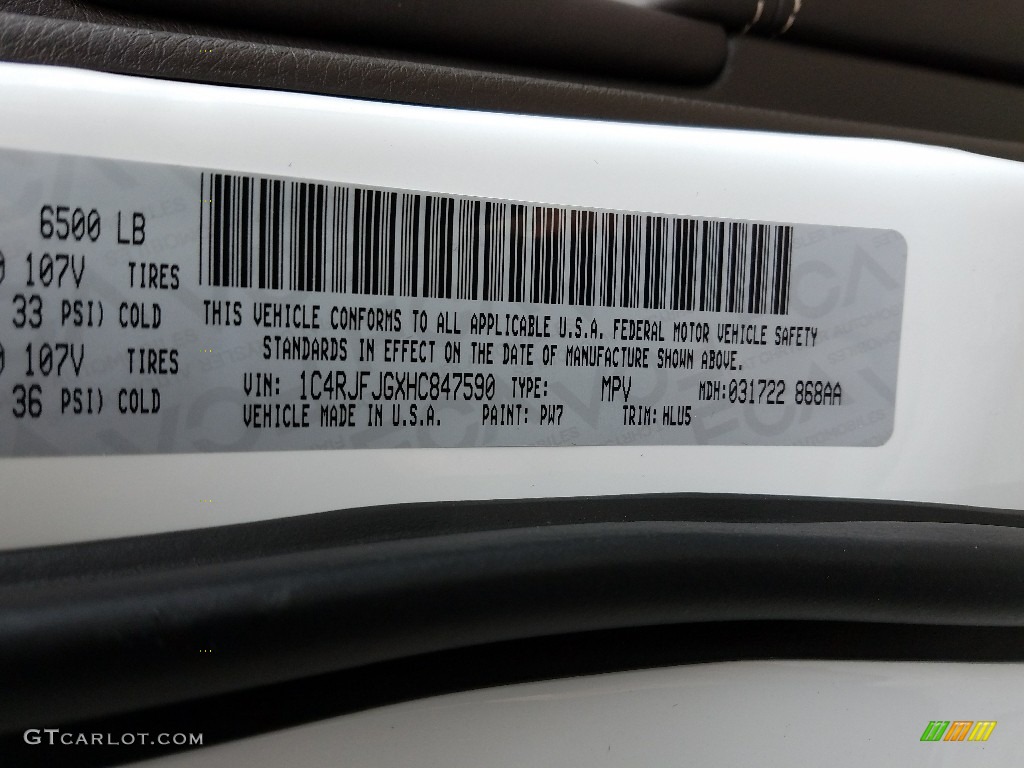 6500 LB
107V TIRES
33 PSI) COLD
107V TIRES
36 PSI) COLD
THIS VEHICLE CONFORMS TO ALL APPLICABLE U.S.A. FEDERAL MOTOR VEHICLE SAFETY
STANDARDS IN EFFECT ON THE DATE OF MANUFACTURE SHOWN ABOVE.
VIN: 1C4RJFJGXHC847590 TYPE: MPV MDH:031722 868AA
VEHICLE MADE IN U.S.A. PAINT: PW7 TRIM: HLU5
GTCARLOT.COM